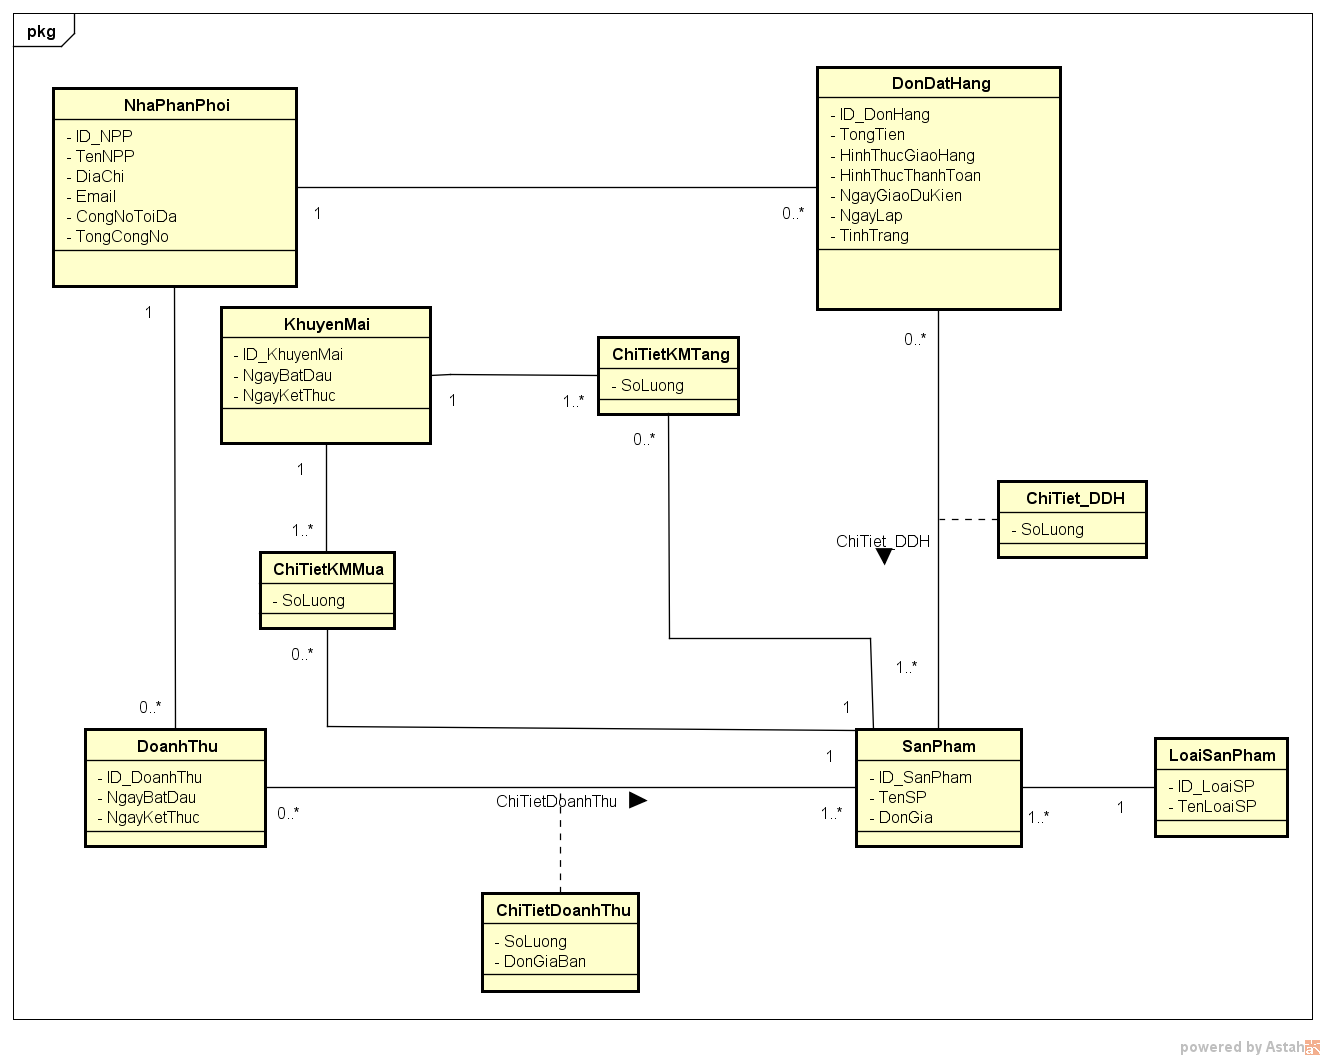 pkg
NhaPhanPhoi
- ID_NPP
- TenNPP
- DiaChi
- Email
- CongNoToiDa
- TongCongNo
DonDatHang
- ID_DonHang
- TongTien
- HinhThucGiaoHang
- HinhThucThanhToan
- NgayGiaoDuKien
- NgayLap
- TinhTrang
1
0..*
1
KhuyenMai
- ID_KhuyenMai
- NgayBatDau
- NgayKetThuc
ChiTietKMTang
- SoLuong
0..*
1
1..*
0..*
1
1..*
ChiTiet_DDH
- SoLuong
ChiTiet_DDH
ChiTietKMMua
- SoLuong
0..*
1..*
0..*
1
DoanhThu
- ID_DoanhThu
- NgayBatDau
- NgayKetThuc
1
SanPham
- ID_SanPham
- TenSP
- DonGia
LoaiSanPham
- ID_LoaiSP
- TenLoaiSP
ChiTietDoanhThu
0..*
1..*
1..*
1
ChiTietDoanhThu
- SoLuong
- DonGiaBan
powered by Astah